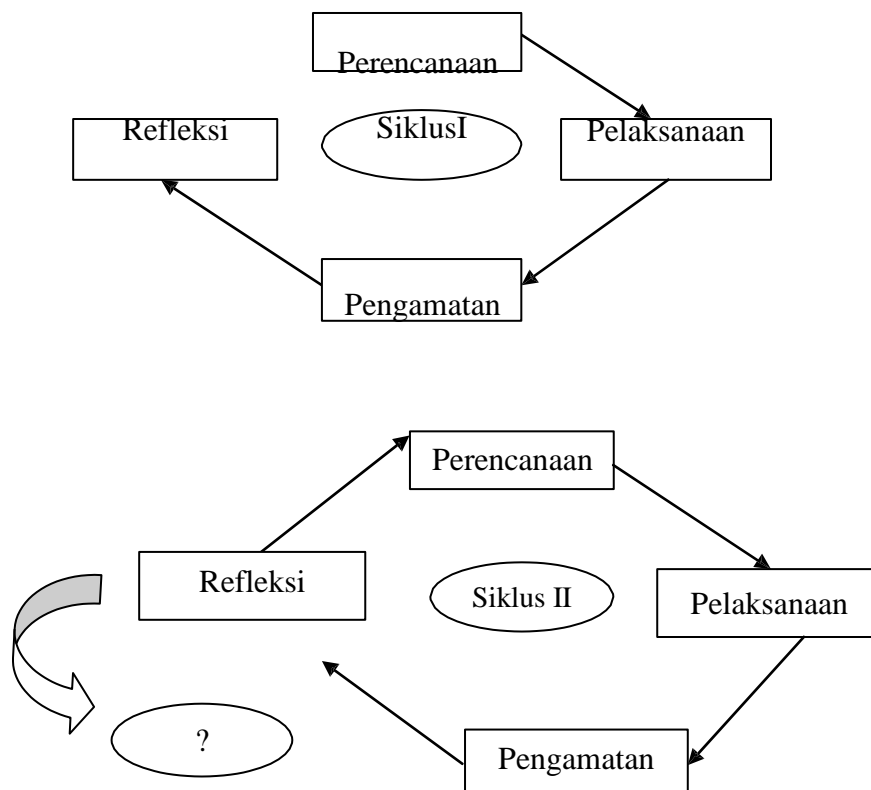 Perencanaan
Refleksi
SiklusI
Pelaksanaan
Pengamatan
Perencanaan
Refleksi
Siklus II
Pelaksanaan
?
Pengamatan